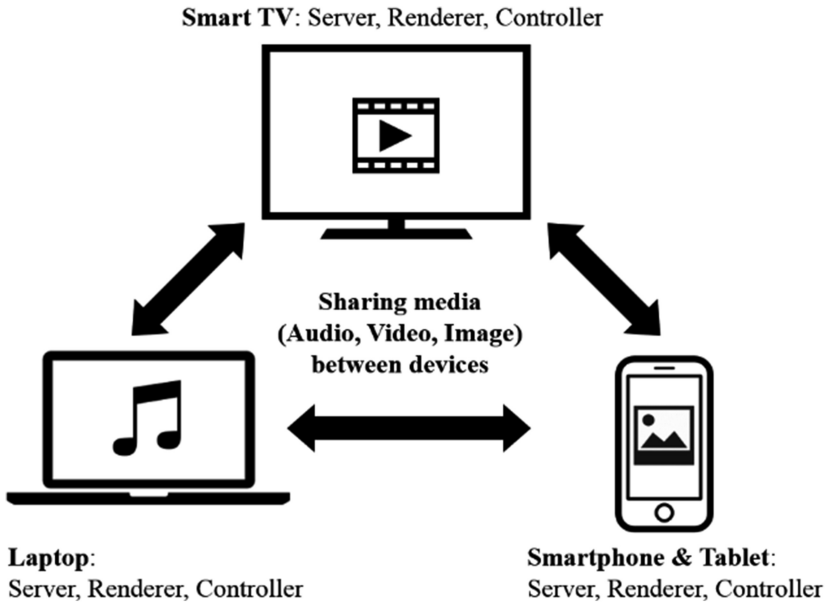 Smart TV: Server, Renderer, Controller
Sharing media
(Audio, Video, Image)
between devices
Laptop:
Server, Renderer, Controller
Smartphone & Tablet:
Server, Renderer, Controller